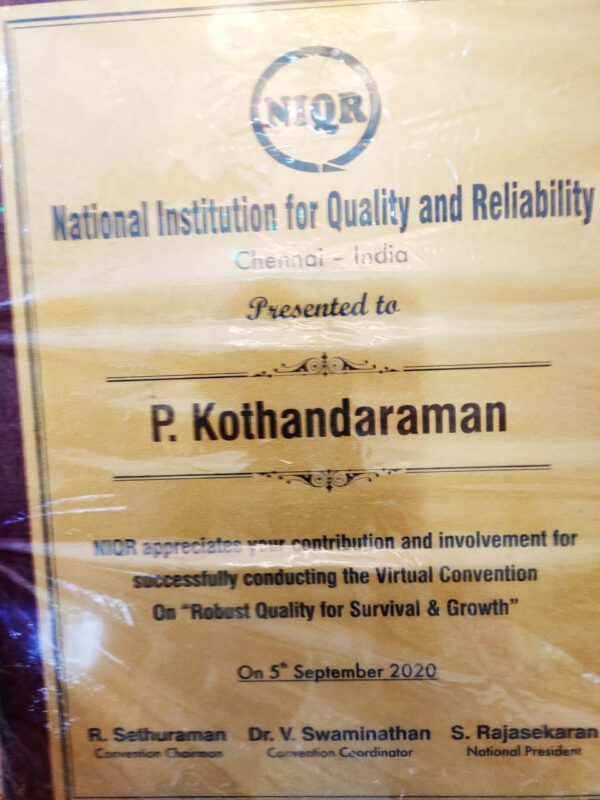 NIQR
National Institution for Quality and Reliability
Chennai - India
Presented to
P. Kothandaraman
NIQR appreciates your contribution and involvement for
successfully conducting the Virtual Convention
On "Robust Quality for Survival & Growth"
On 5th September 2020
R. Sethuraman Dr. V. Swaminathan S. Rajasekaran
Convention Chairman Convention Coordinator National President